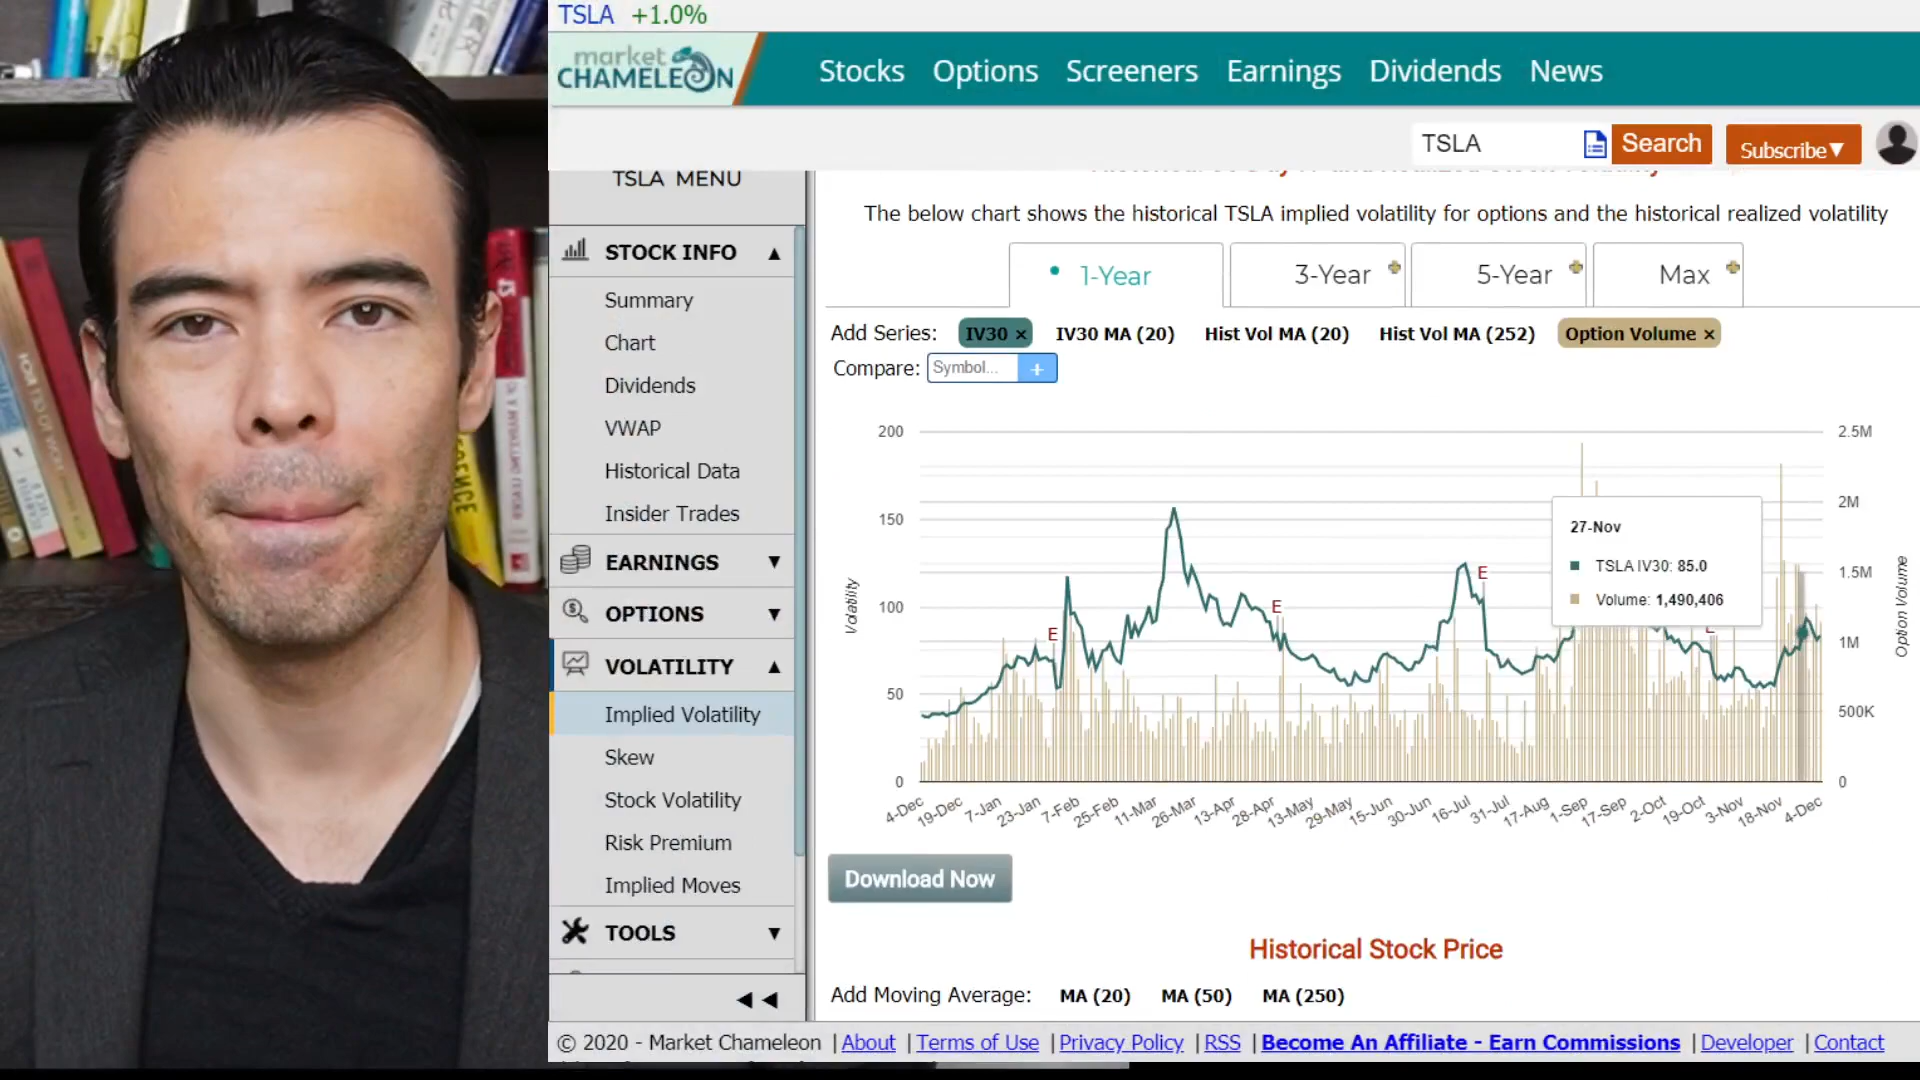 TSLA +1.0%
market
CHAMELEON
Stocks Options Screeners Earnings Dividends News
TSLA
Search
Subscribe▼
TSLA MENU
STOCK INFO ▲
Summary
Chart
Dividends
VWAP
Historical Data
Insider Trades
EARNINGS ▼
OPTIONS ▼
VOLATILITY ▲
Implied Volatility
Skew
Stock Volatility
Risk Premium
Implied Moves
TOOLS ▼
◀◀
The below chart shows the historical TSLA implied volatility for options and the historical realized volatility
1-Year 3-Year 5-Year Max
Add Series: IV30 × IV30 MA (20) Hist Vol MA (20) Hist Vol MA (252) Option Volume ×
Compare: Symbol... +
200
150
100
50
0
Volatility
2.5M
2M
1.5M
1M
500K
0
Option Volume
E
E
E
27-Nov
TSLA IV30: 85.0
Volume: 1,490,406
4-Dec 19-Dec 7-Jan 23-Jan 7-Feb 25-Feb 11-Mar 26-Mar 13-Apr 28-Apr 13-May 29-May 15-Jun 30-Jun 16-Jul 31-Jul 17-Aug 1-Sep 17-Sep 2-Oct 19-Oct 3-Nov 18-Nov 4-Dec
Download Now
Historical Stock Price
Add Moving Average: MA (20) MA (50) MA (250)
© 2020 - Market Chameleon | About | Terms of Use | Privacy Policy | RSS | Become An Affiliate - Earn Commissions | Developer | Contact